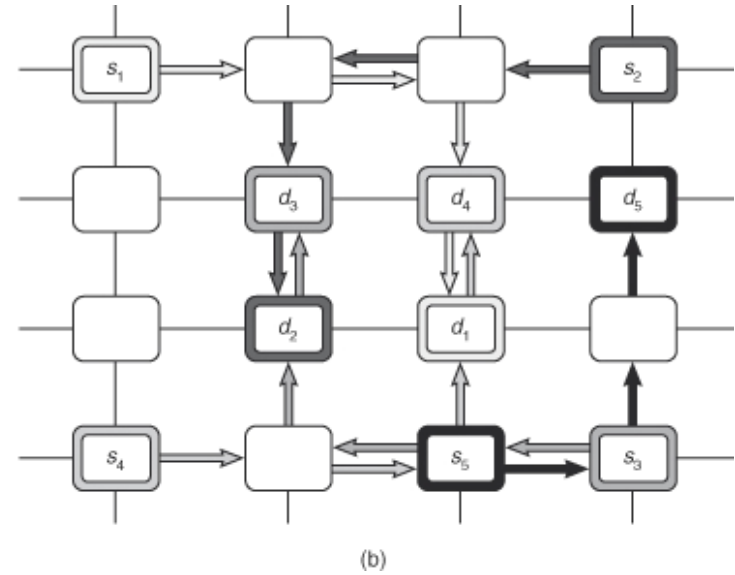 s₁ s₂
d₃ d₄ d₅
d₂ d₁
s₄ s₅ s₃
(b)